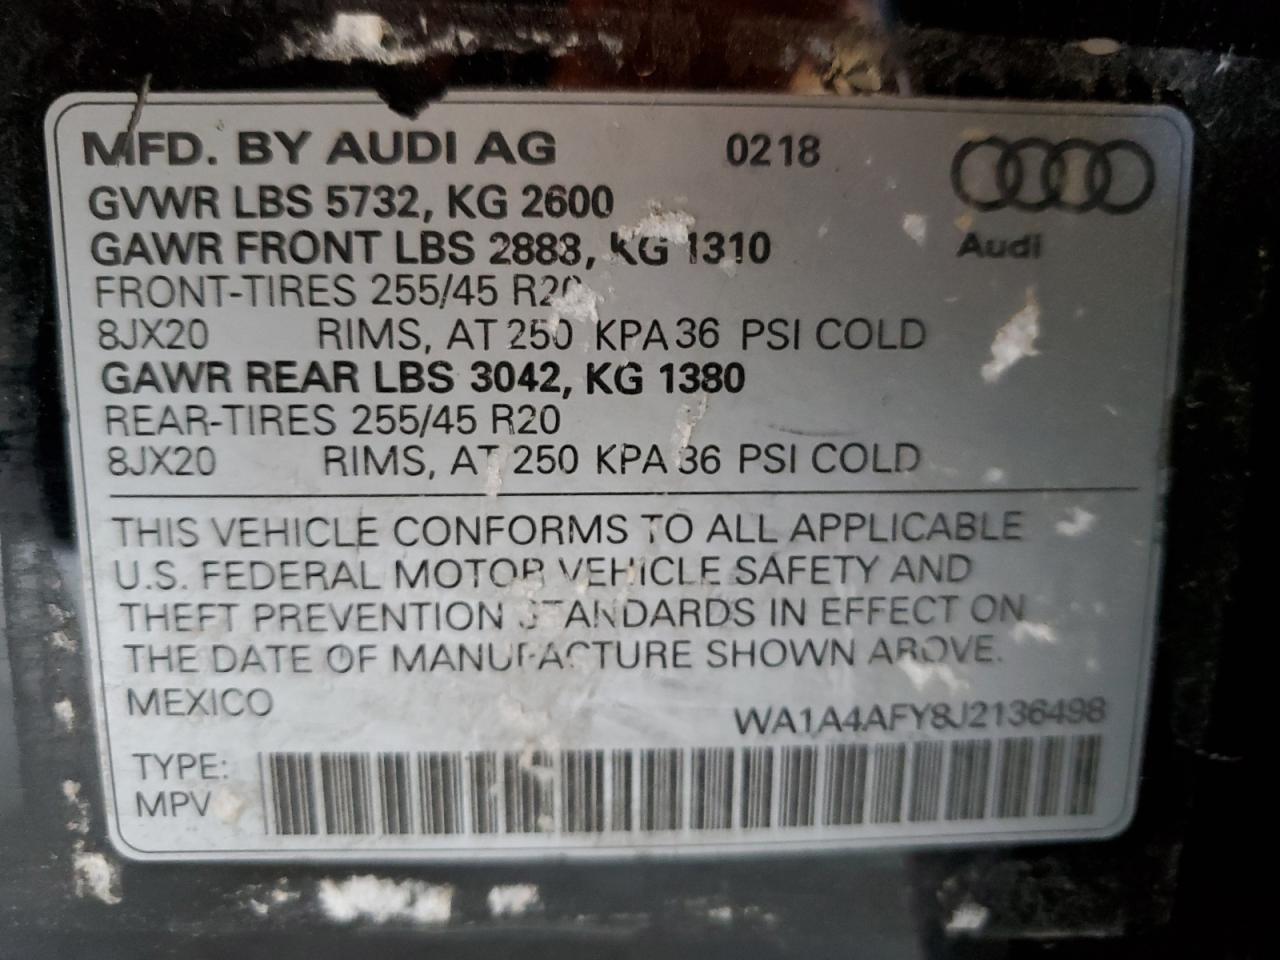 MFD. BY AUDI AG 0218
GVWR LBS 5732, KG 2600
GAWR FRONT LBS 2888, KG 1310
Audi
FRONT-TIRES 255/45 R20
8JX20 RIMS, AT 250 KPA 36 PSI COLD
GAWR REAR LBS 3042, KG 1380
REAR-TIRES 255/45 R20
8JX20 RIMS, AT 250 KPA 36 PSI COLD
THIS VEHICLE CONFORMS TO ALL APPLICABLE
U.S. FEDERAL MOTOR VEHICLE SAFETY AND
THEFT PREVENTION STANDARDS IN EFFECT ON
THE DATE OF MANUFACTURE SHOWN ABOVE.
MEXICO
WA1A4AFY8J2136498
TYPE:
MPV